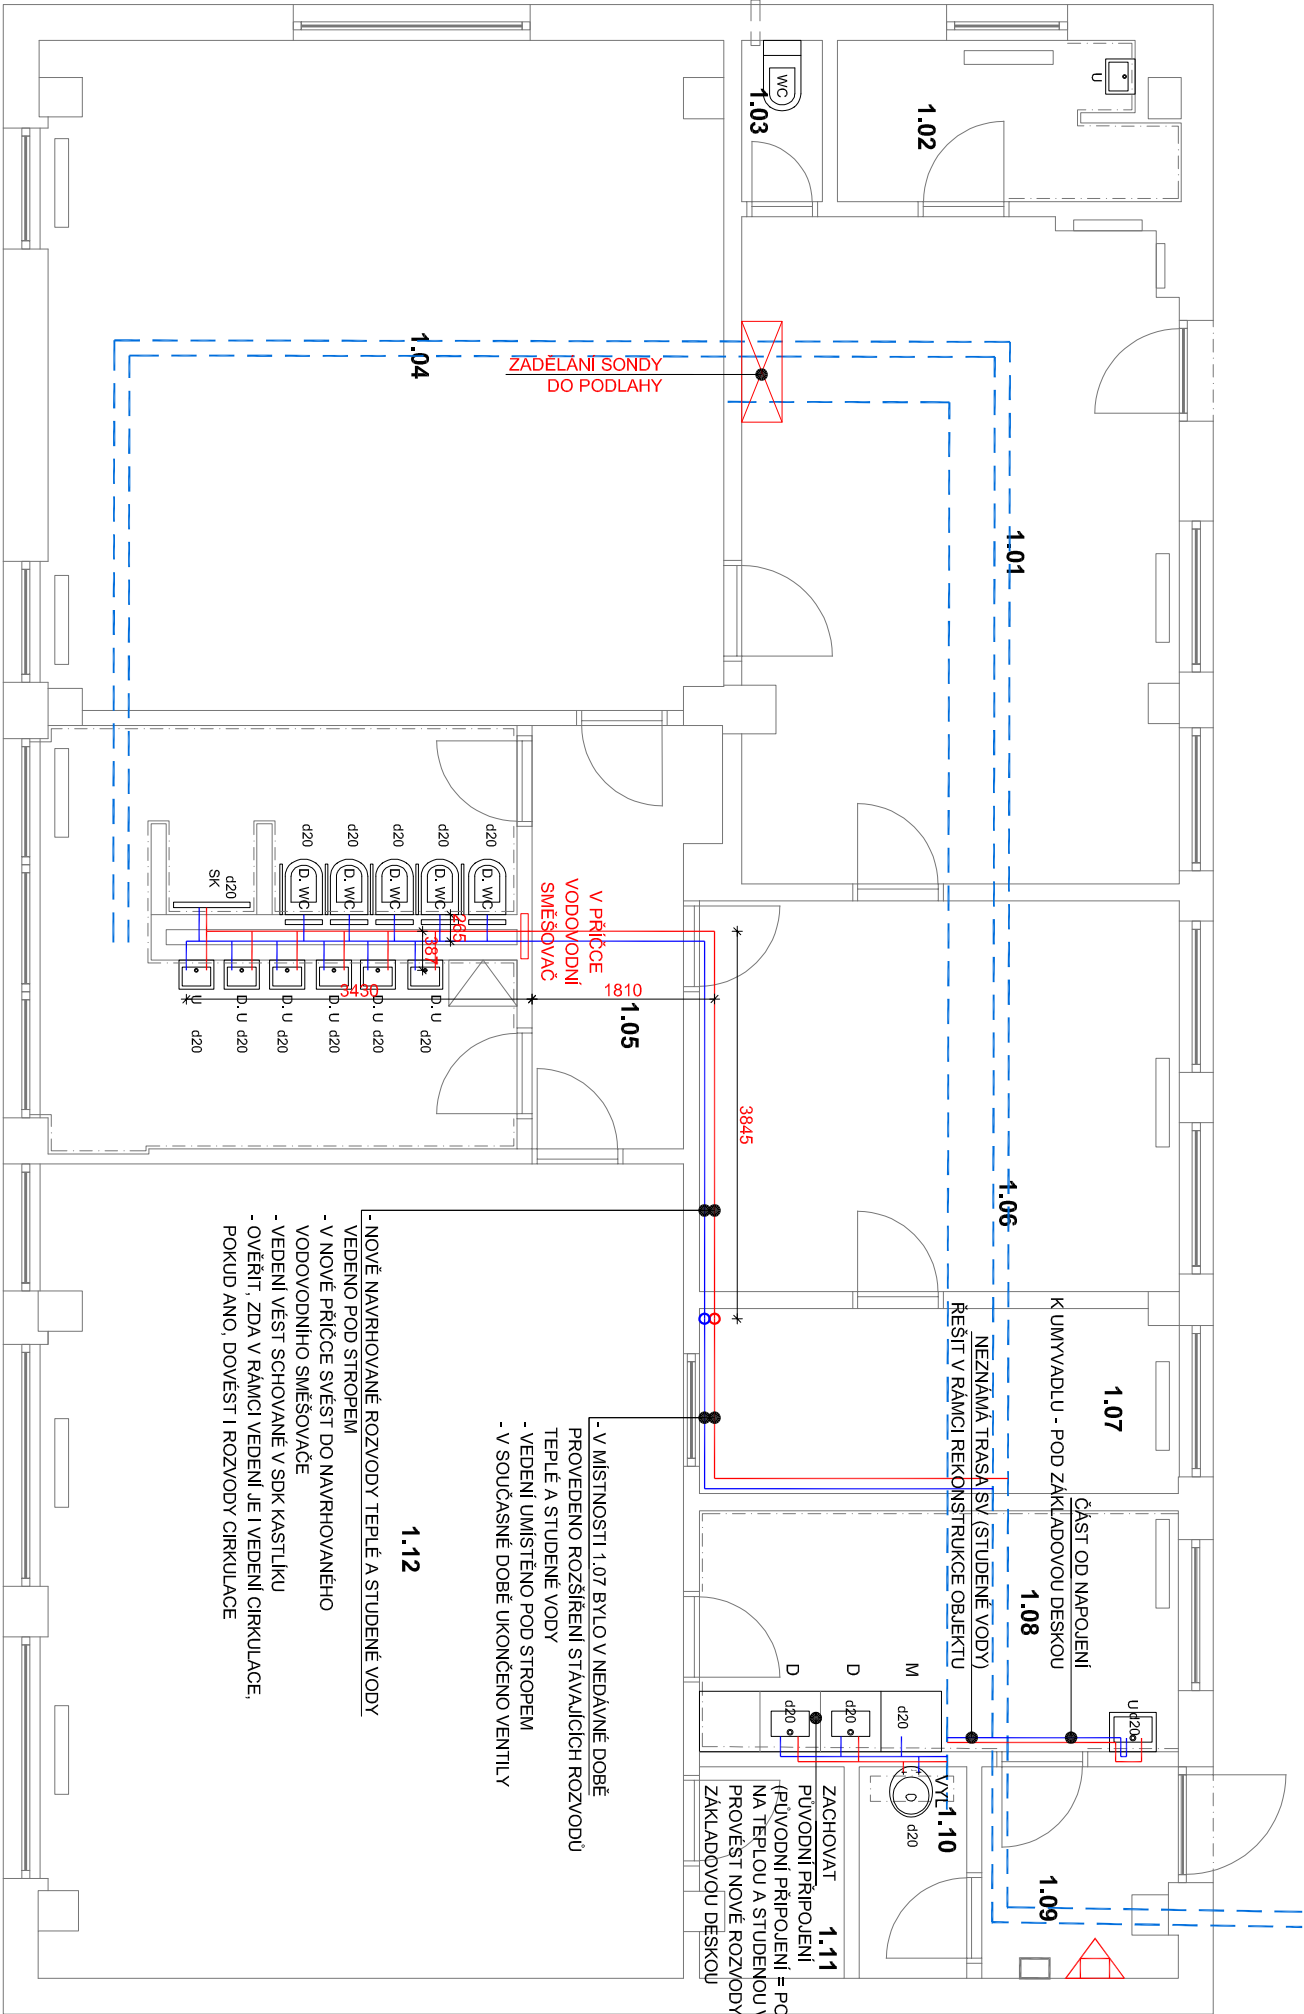 1.03
WC
1.02
U
1.04
ZADĚLÁNÍ SONDY
DO PODLAHY
1.01
d20
d20
d20
d20
d20
D. WC
D. WC
D. WC
D. WC
D. WC
d20
SK
V PŘÍČCE
VODOVODNÍ
SMĚŠOVAČ
265
387
3430
1810
3845
1.05
U
D. U
D. U
D. U
D. U
D. U
d20
d20
d20
d20
d20
d20
1.06
1.07
- NOVĚ NAVRHOVANÉ ROZVODY TEPLÉ A STUDENÉ VODY
VEDENO POD STROPEM
- V NOVÉ PŘÍČCE SVÉST DO NAVRHOVANÉHO
VODOVODNÍHO SMĚŠOVAČE
- VEDENÍ VÉST SCHOVANÉ V SDK KASTLÍKU
- OVĚŘIT, ZDA V RÁMCI VEDENÍ JE I VEDENÍ CIRKULACE,
POKUD ANO, DOVÉST I ROZVODY CIRKULACE
1.12
- V MÍSTNOSTI 1.07 BYLO V NEDÁVNÉ DOBĚ
PROVEDENO ROZŠÍŘENÍ STÁVAJÍCÍCH ROZVODŮ
TEPLÉ A STUDENÉ VODY
- VEDENÍ UMÍSTĚNO POD STROPEM
- V SOUČASNÉ DOBĚ UKONČENO VENTILY
ČÁST OD NAPOJENÍ
K UMYVADLU - POD ZÁKLADOVOU DESKOU
NEZNÁMÁ TRASA SV (STUDENÉ VODY)
ŘEŠIT V RÁMCI REKONSTRUKCE OBJEKTU
1.08
U
d20
M
D
D
d20
d20
d20
VYL
1.10
d20
1.09
ZACHOVAT
PŮVODNÍ PŘIPOJENÍ
1.11
(PŮVODNÍ PŘIPOJENÍ = PO
NA TEPLOU A STUDENOU V
PROVÉST NOVÉ ROZVODY
ZÁKLADOVOU DESKOU